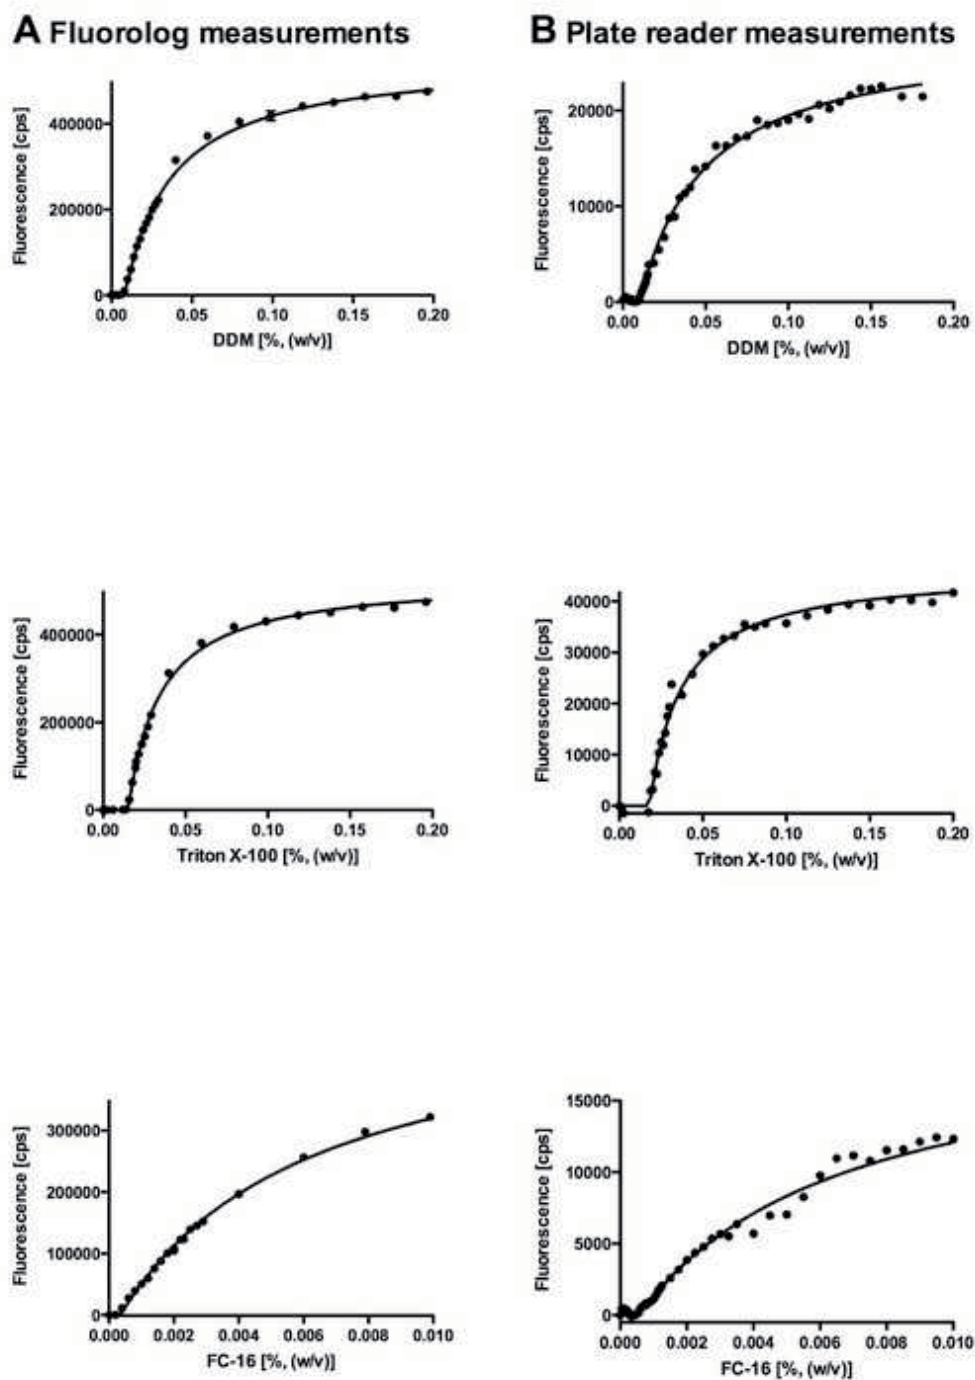 A Fluorolog measurements
B Plate reader measurements
Fluorescence [cps]
400000
200000
0
0.00 0.05 0.10 0.15 0.20
DDM [%, (w/v)]
Fluorescence [cps]
20000
10000
0
0.00 0.05 0.10 0.15 0.20
DDM [%, (w/v)]
Fluorescence [cps]
400000
200000
0
0.00 0.05 0.10 0.15 0.20
Triton X-100 [%, (w/v)]
Fluorescence [cps]
40000
30000
20000
10000
0
0.00 0.05 0.10 0.15 0.20
Triton X-100 [%, (w/v)]
Fluorescence [cps]
300000
200000
100000
0
0.000 0.002 0.004 0.006 0.008 0.010
FC-16 [%, (w/v)]
Fluorescence [cps]
15000
10000
5000
0
0.000 0.002 0.004 0.006 0.008 0.010
FC-16 [%, (w/v)]